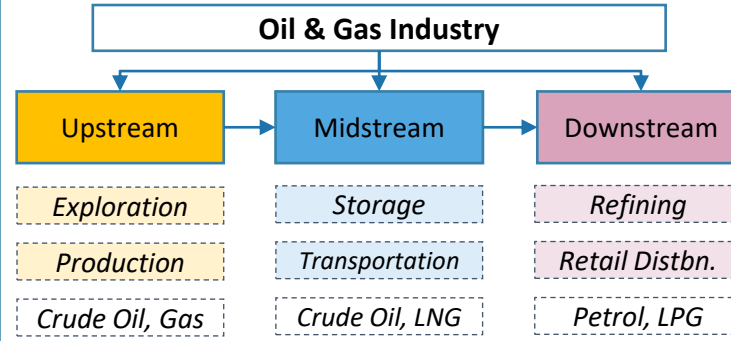 Oil & Gas Industry
Upstream
Midstream
Downstream
Exploration
Storage
Refining
Production
Transportation
Retail Distbn.
Crude Oil, Gas
Crude Oil, LNG
Petrol, LPG